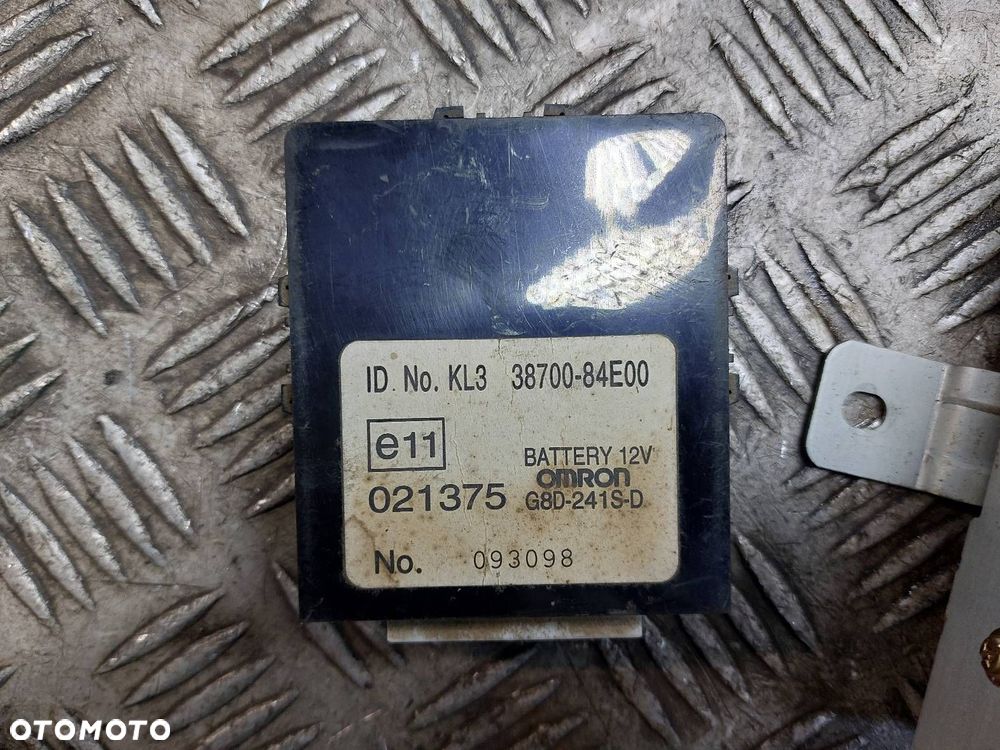 ID. No. KL3 38700-84E00
e11
BATTERY 12V
OMRON
021375 G8D-241S-D
No. 093098
OTOMOTO